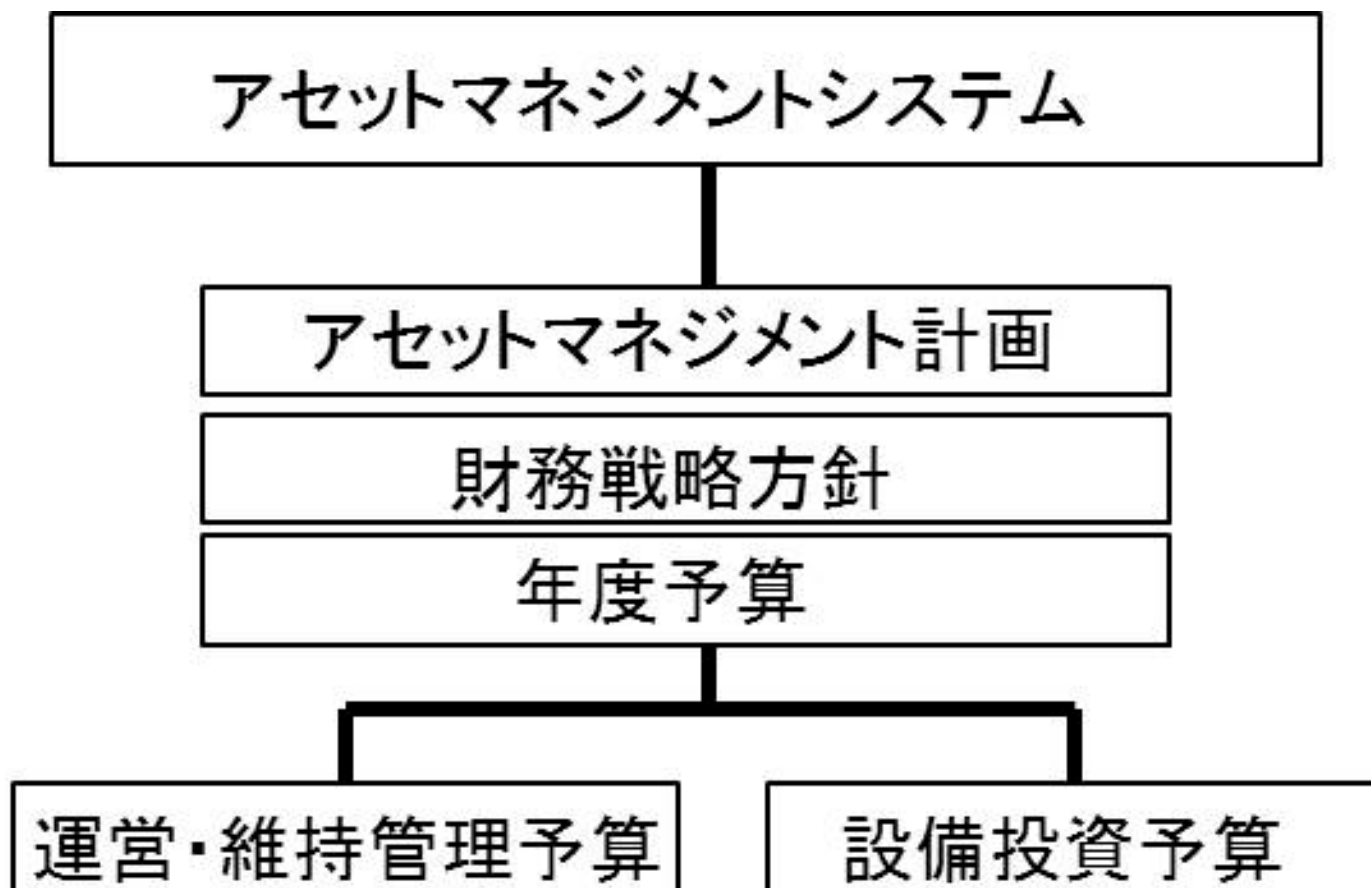 アセットマネジメントシステム
アセットマネジメント計画
財務戦略方針
年度予算
運営・維持管理予算
設備投資予算